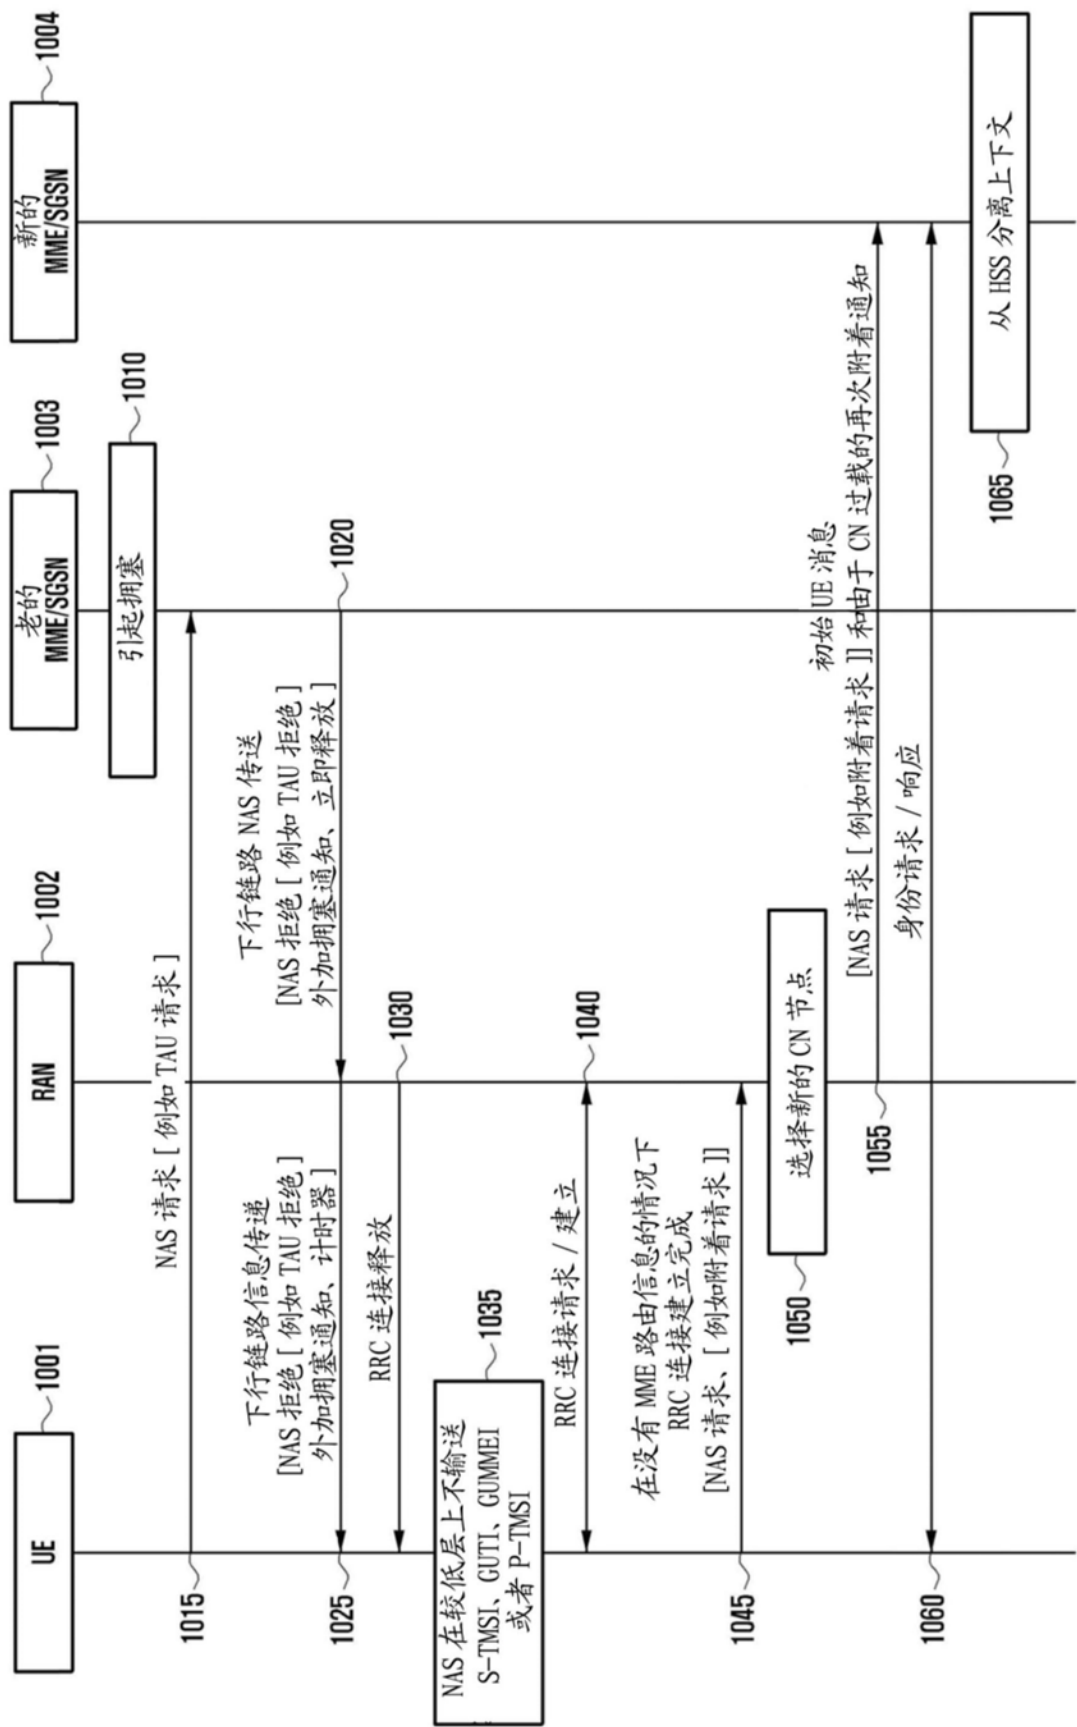 UE
1001
RAN
1002
老的
MME/SGSN
1003
新的
MME/SGSN
1004
引起拥塞
1010
NAS 请求 [ 例如 TAU 请求 ]
1015
下行链路 NAS 传送
[NAS 拒绝 [ 例如 TAU 拒绝 ]
外加拥塞通知、立即释放 ]
1020
下行链路信息传递
[NAS 拒绝 [ 例如 TAU 拒绝 ]
外加拥塞通知、计时器 ]
1025
RRC 连接释放
1030
NAS 在较低层上不输送
S-TMSI、GUTI、GUMMEI
或者 P-TMSI
1035
RRC 连接请求 / 建立
1040
在没有 MME 路由信息的情况下
RRC 连接建立完成
[NAS 请求、[ 例如附着请求 ]]
1045
选择新的 CN 节点
1050
初始 UE 消息
[NAS 请求 [ 例如附着请求 ]] 和由于 CN 过载的再次附着通知
1055
身份请求 / 响应
1060
从 HSS 分离上下文
1065